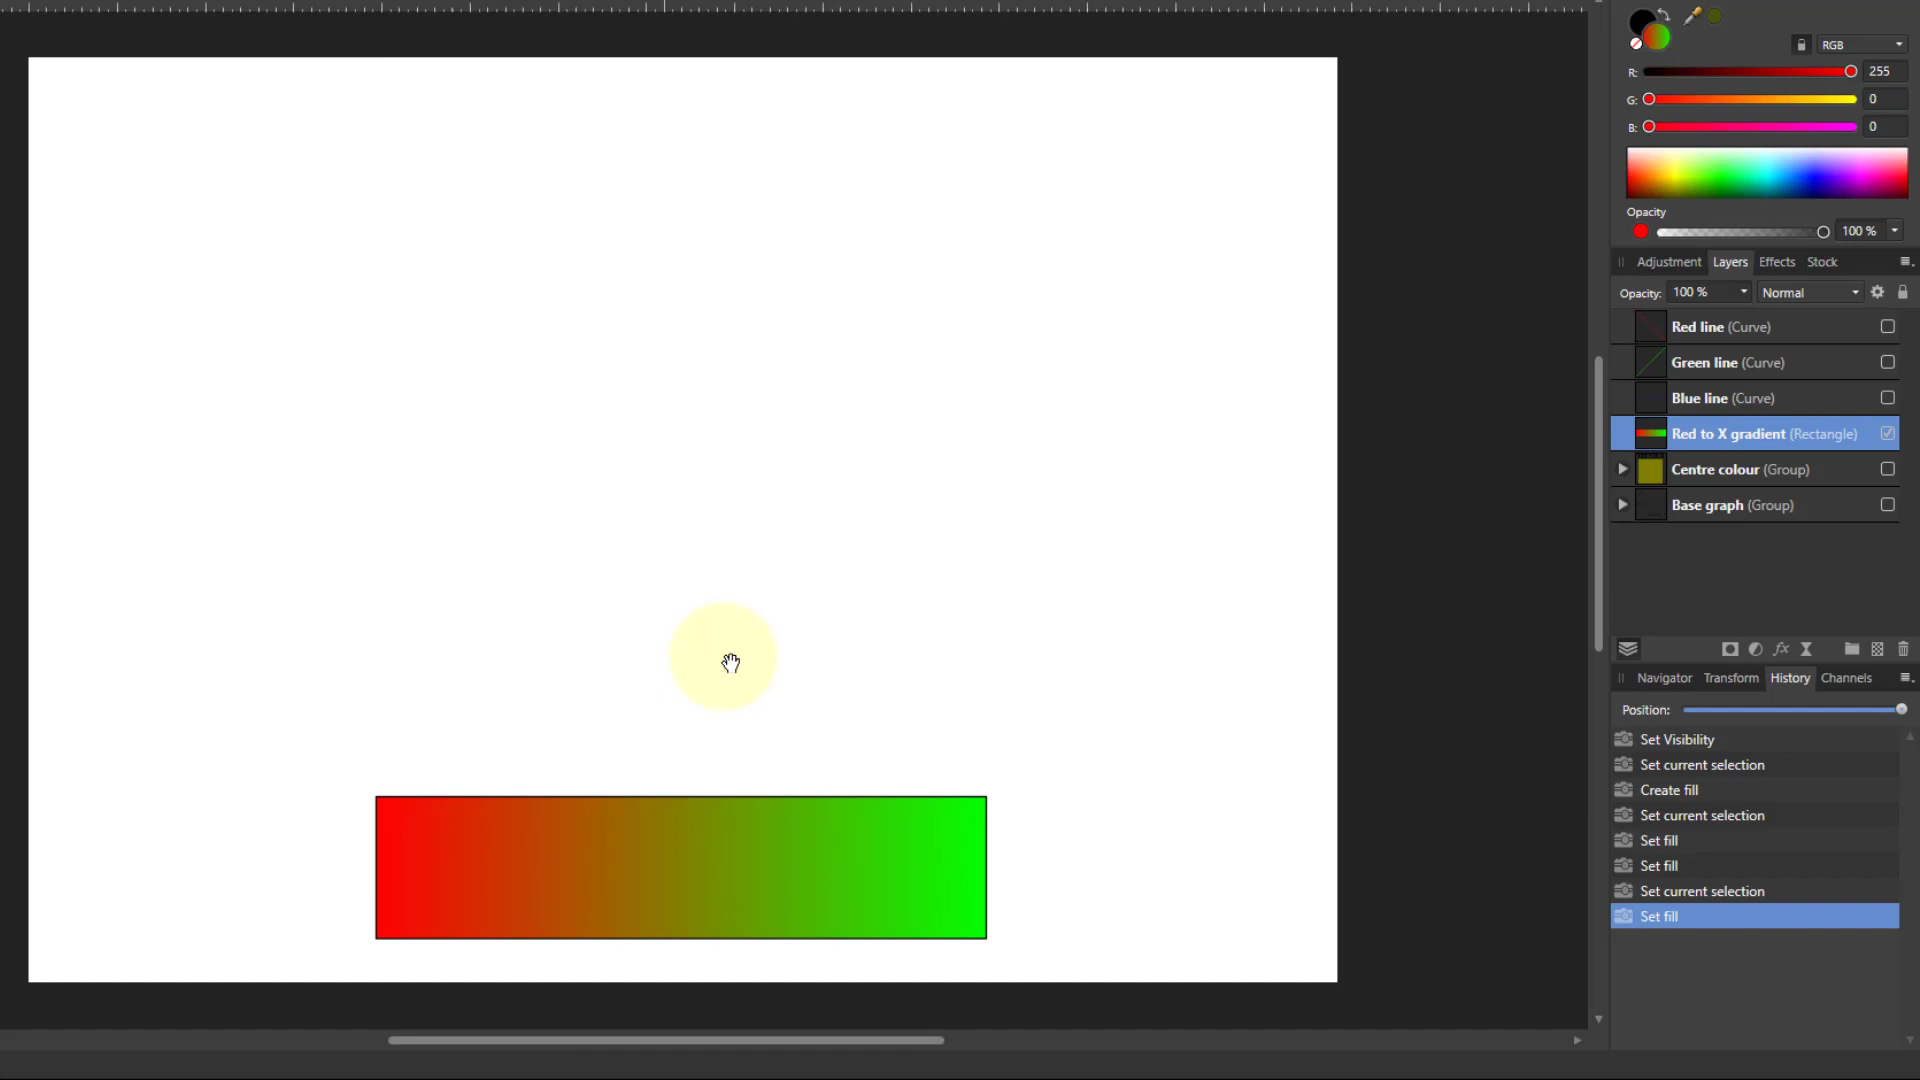 RGB
R: 255
G: 0
B: 0
Opacity
100 %
Adjustment Layers Effects Stock
Opacity: 100 % Normal
Red line (Curve)
Green line (Curve)
Blue line (Curve)
Red to X gradient (Rectangle)
Centre colour (Group)
Base graph (Group)
fx
Navigator Transform History Channels
Position:
Set Visibility
Set current selection
Create fill
Set current selection
Set fill
Set fill
Set current selection
Set fill